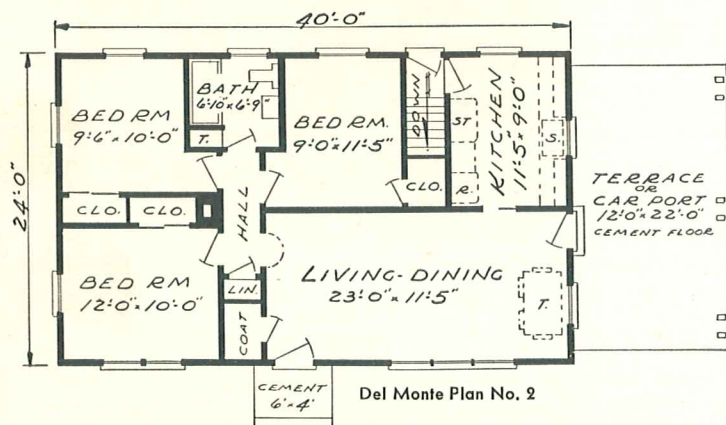 40'-0"
24'-0"
BED RM
9'-6" x 10'-0"
BATH
6'-10" x 6'-9"
T.
BED RM.
9'-0" x 11'-5"
DOWN
ST
R.
KITCHEN
11'-5 x 9'-0"
S.
TERRACE
OR
CAR PORT
12'-0" x 22'-0"
CEMENT FLOOR
CLO.
CLO.
CLO.
HALL
BED RM
12'-0" x 10'-0"
LIN.
COAT
LIVING-DINING
23'-0" x 11'-5"
T.
CEMENT
6' x 4'
Del Monte Plan No. 2